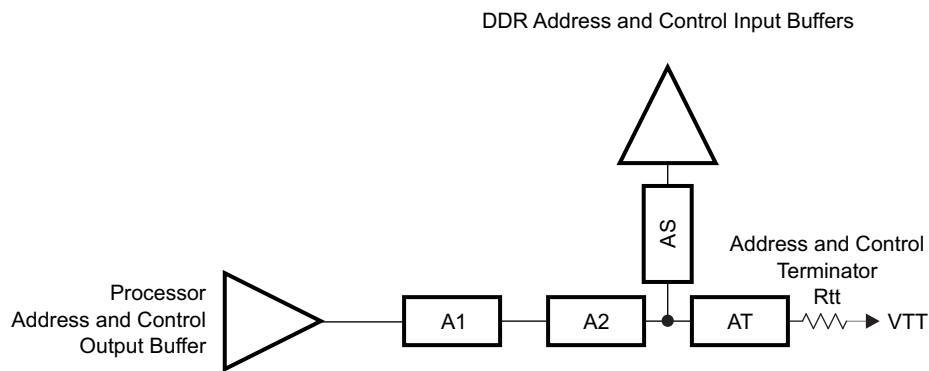 DDR Address and Control Input Buffers
AS
Address and Control
Terminator
Rtt
Processor
Address and Control
Output Buffer
A1
A2
AT
VTT